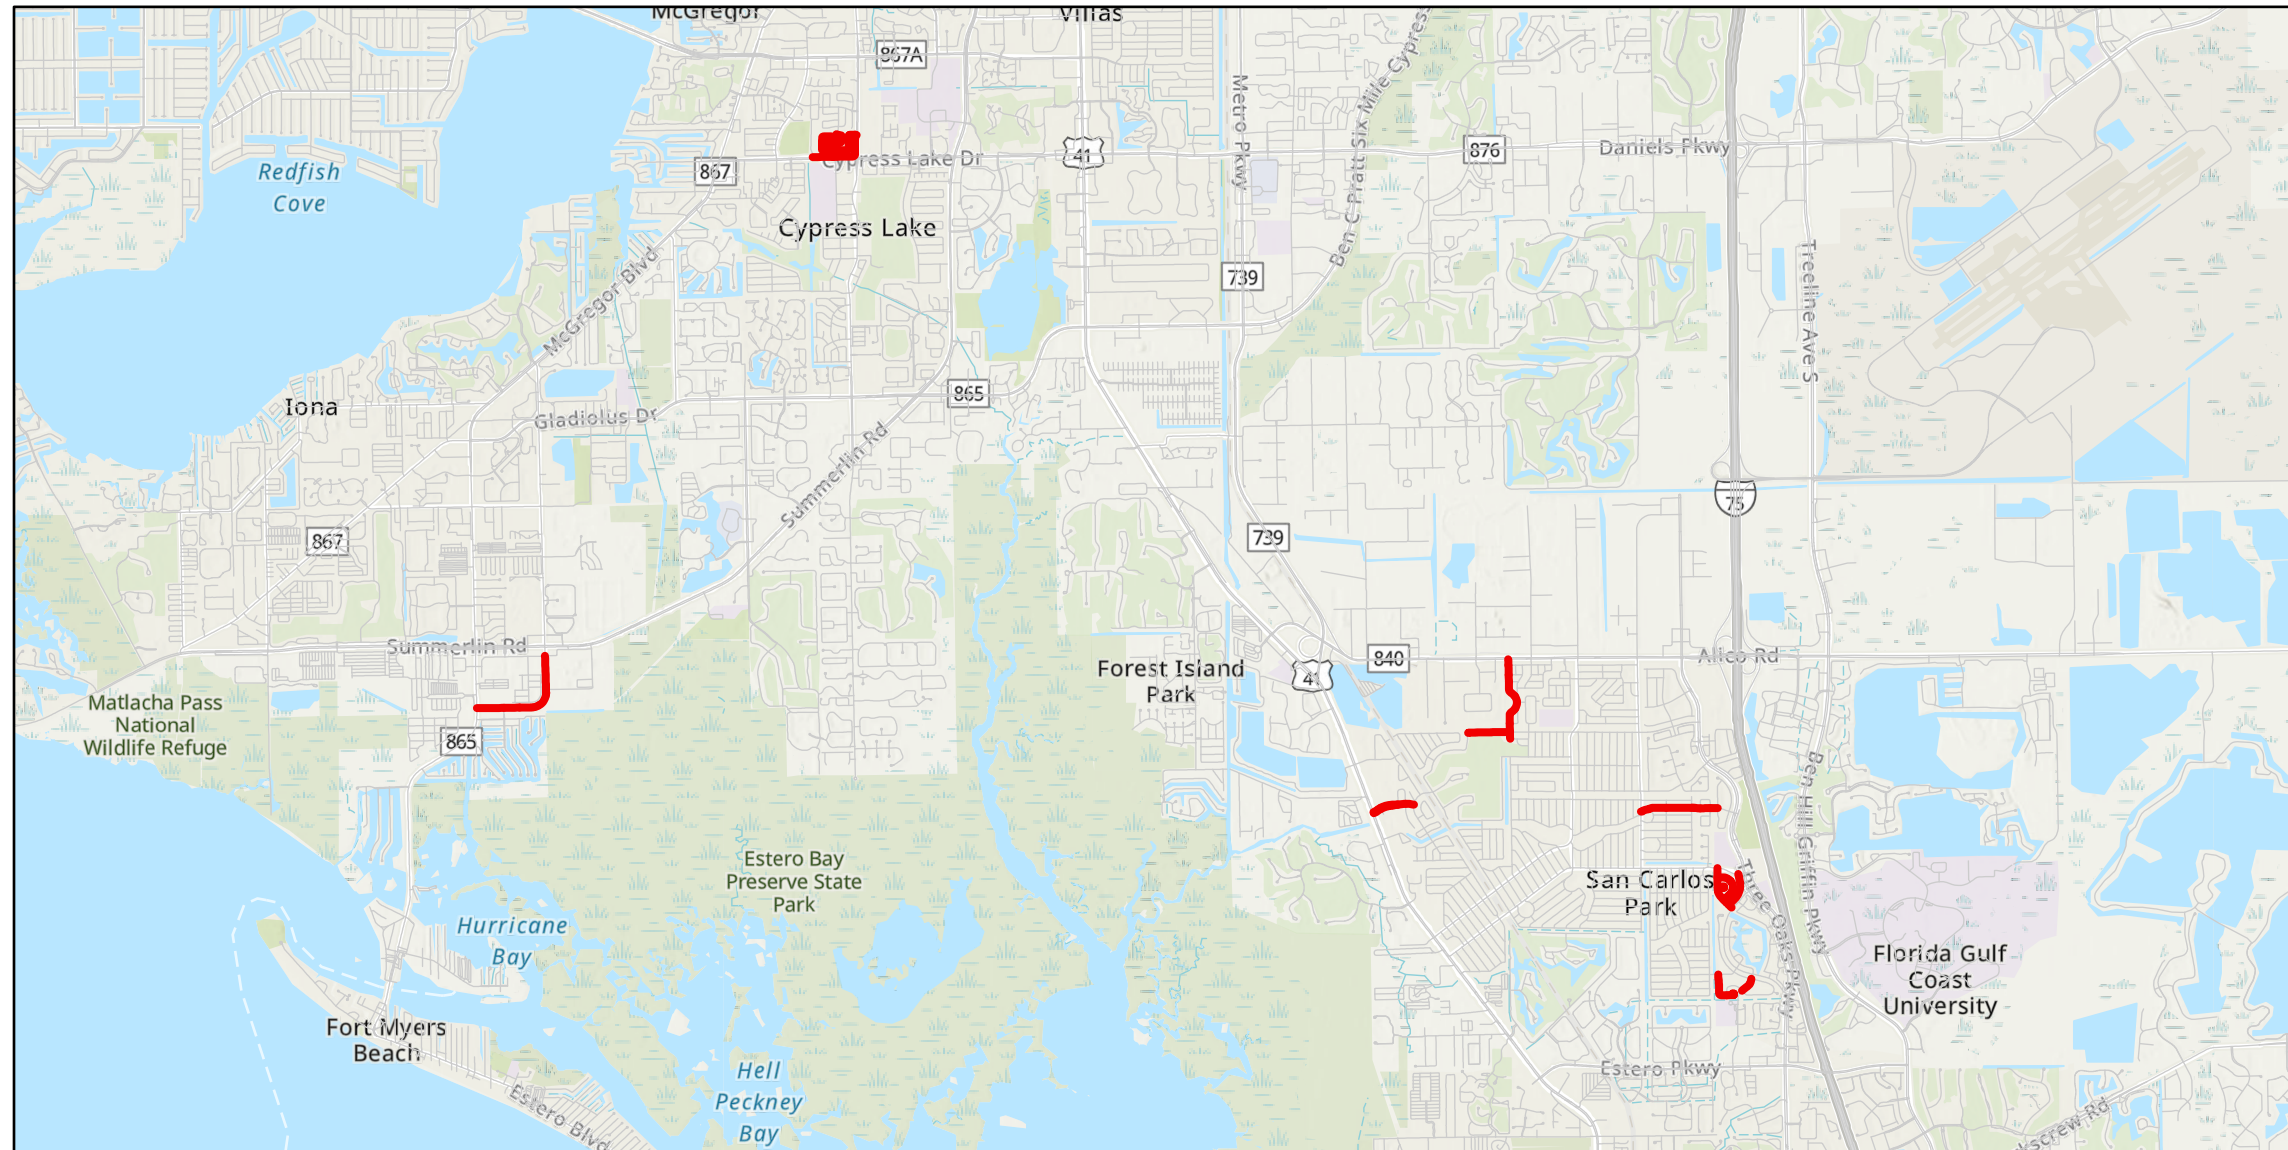 McGregor
Villas
867A
Metro Pkwy
Ben C Pratt Six Mile Cypress
Redfish
Cove
867
Cypress Lake Dr
41
876
Daniels Pkwy
Cypress Lake
McGregor Blvd
739
Treeline Ave S
Iona
Gladiolus Dr
865
Summerlin Rd
75
867
739
Summerlin Rd
Forest Island
Park
41
840
Alico Rd
Matlacha Pass
National
Wildlife Refuge
865
Ben Hill Griffin Pkwy
Estero Bay
Preserve State
Park
San Carlos
Park
Three Oaks Pkwy
Hurricane
Bay
Florida Gulf
Coast
University
Fort Myers
Beach
Hell
Peckney
Bay
Estero Blvd
Estero Pkwy
kscrew Rd